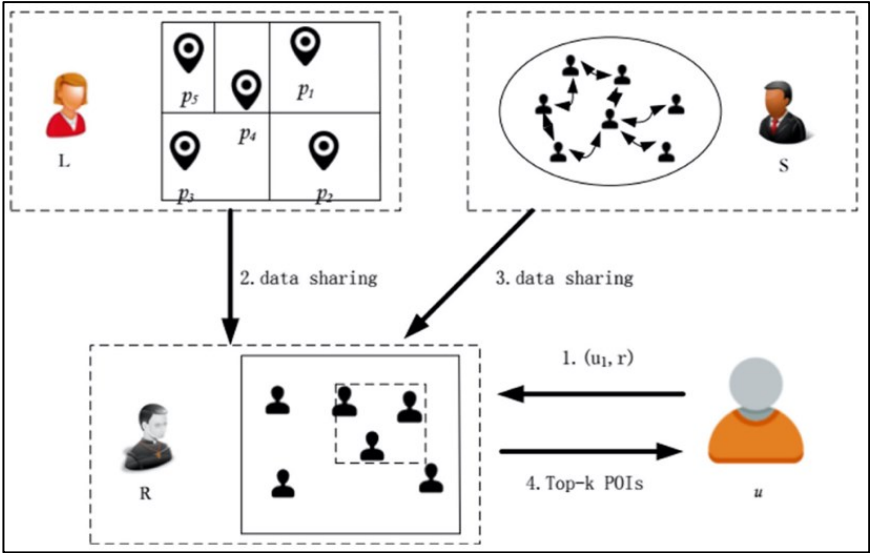 p5
p1
p4
L
p3
p2
S
2.data sharing
3.data sharing
1.(u1,r)
R
4.Top-k POIs
u